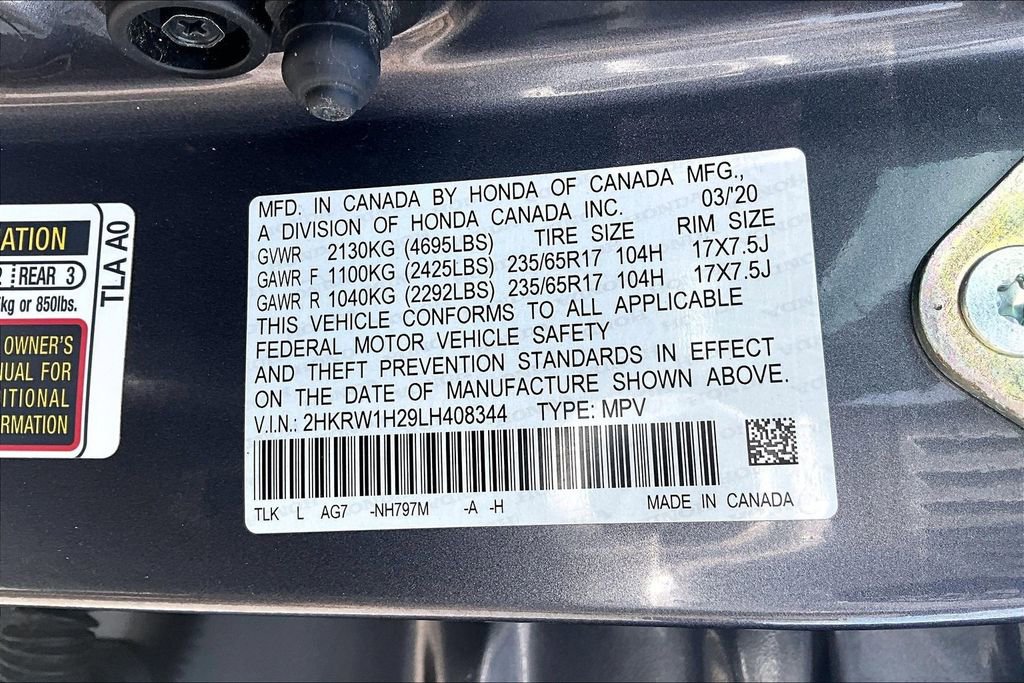 MFD. IN CANADA BY HONDA OF CANADA MFG.,
A DIVISION OF HONDA CANADA INC. 03/'20
GVWR 2130KG (4695LBS) TIRE SIZE RIM SIZE
GAWR F 1100KG (2425LBS) 235/65R17 104H 17X7.5J
GAWR R 1040KG (2292LBS) 235/65R17 104H 17X7.5J
THIS VEHICLE CONFORMS TO ALL APPLICABLE
FEDERAL MOTOR VEHICLE SAFETY
AND THEFT PREVENTION STANDARDS IN EFFECT
ON THE DATE OF MANUFACTURE SHOWN ABOVE.
V.I.N.: 2HKRW1H29LH408344 TYPE: MPV
TLK L AG7 -NH797M -A -H MADE IN CANADA
REAR 3
kg or 850lbs.
OWNER'S
FOR
TLA A0